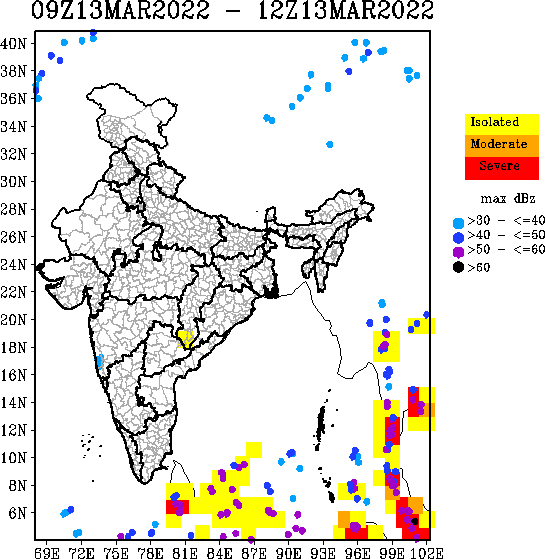 09Z13MAR2022 - 12Z13MAR2022
40N
38N
36N
34N
32N
30N
28N
26N
24N
22N
20N
18N
16N
14N
12N
10N
8N
6N
69E 72E 75E 78E 81E 84E 87E 90E 93E 96E 99E 102E
Isolated
Moderate
Severe
max dBz
>30 - <=40
>40 - <=50
>50 - <=60
>60